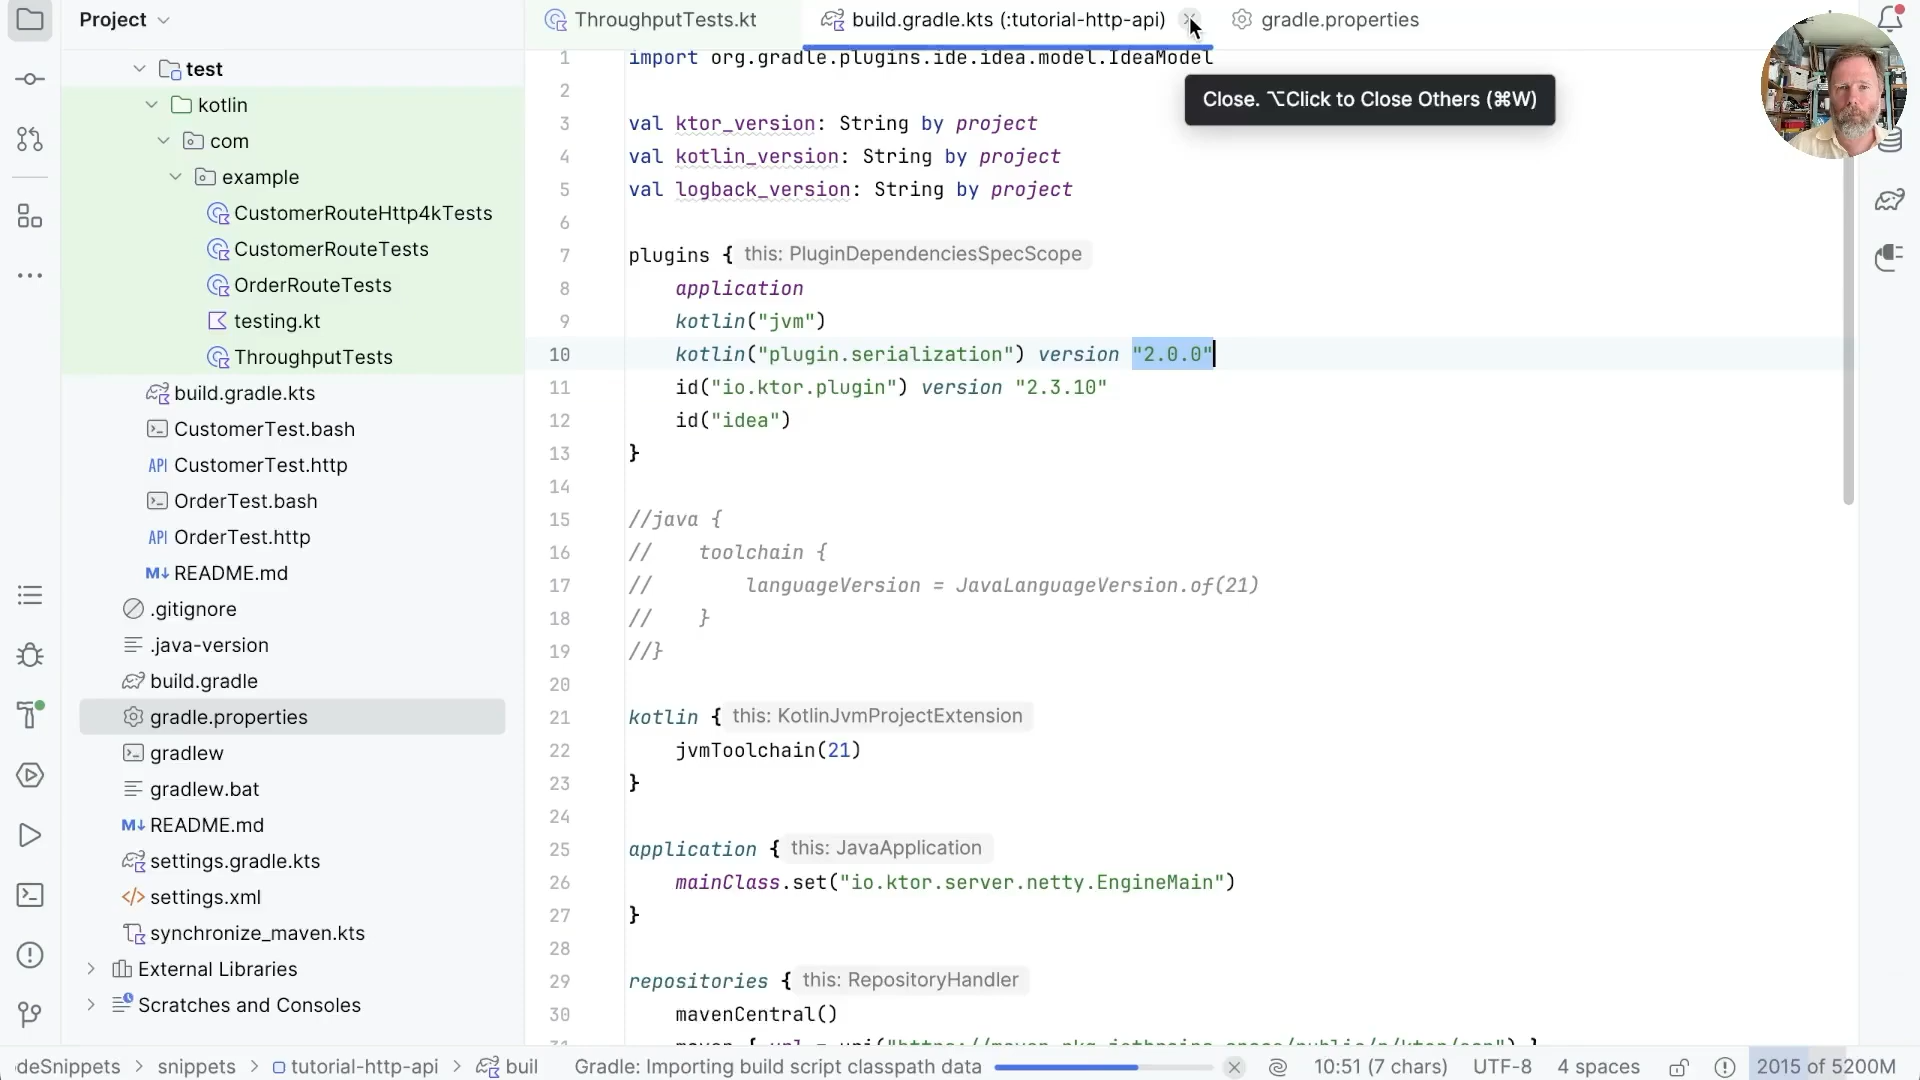 Project
ThroughputTests.kt
build.gradle.kts (:tutorial-http-api)
gradle.properties
Close. ⌥Click to Close Others (⌘W)
test
kotlin
com
example
CustomerRouteHttp4kTests
CustomerRouteTests
OrderRouteTests
testing.kt
ThroughputTests
build.gradle.kts
CustomerTest.bash
API CustomerTest.http
OrderTest.bash
API OrderTest.http
M↓ README.md
.gitignore
.java-version
build.gradle
gradle.properties
gradlew
gradlew.bat
M↓ README.md
settings.gradle.kts
settings.xml
synchronize_maven.kts
External Libraries
Scratches and Consoles
1 import org.gradle.plugins.ide.idea.model.IdeaModel
2
3 val ktor_version: String by project
4 val kotlin_version: String by project
5 val logback_version: String by project
6
7 plugins { this: PluginDependenciesSpecScope
8 application
9 kotlin("jvm")
10 kotlin("plugin.serialization") version "2.0.0"
11 id("io.ktor.plugin") version "2.3.10"
12 id("idea")
13 }
14
15 //java {
16 // toolchain {
17 // languageVersion = JavaLanguageVersion.of(21)
18 // }
19 //}
20
21 kotlin { this: KotlinJvmProjectExtension
22 jvmToolchain(21)
23 }
24
25 application { this: JavaApplication
26 mainClass.set("io.ktor.server.netty.EngineMain")
27 }
28
29 repositories { this: RepositoryHandler
30 mavenCentral()
deSnippets > snippets > tutorial-http-api > buil
Gradle: Importing build script classpath data
10:51 (7 chars) UTF-8 4 spaces 2015 of 5200M